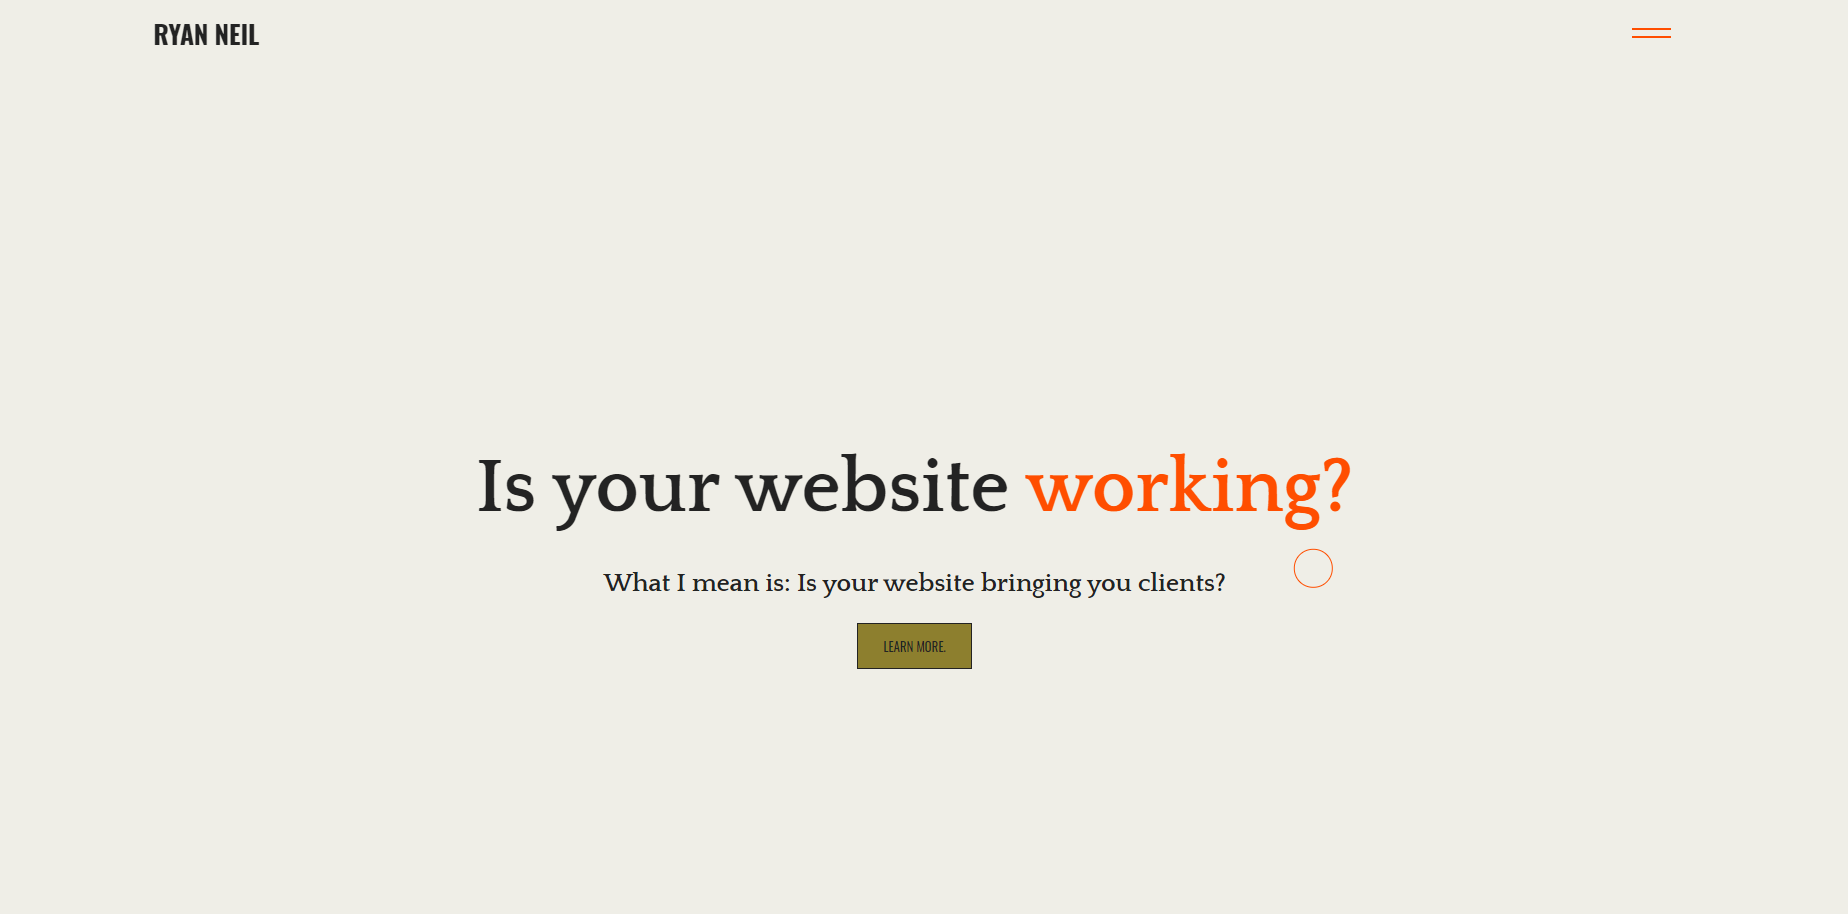 RYAN NEIL
Is your website working?
What I mean is: Is your website bringing you clients?
LEARN MORE.